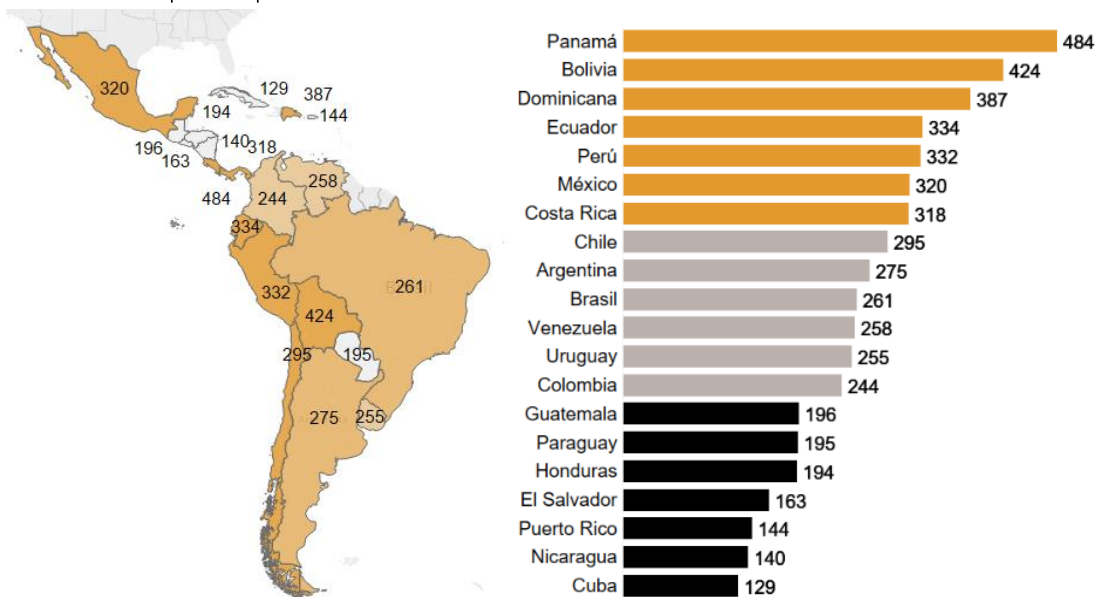 320
129
387
194
144
196
140
318
163
258
484
244
334
261
332
424
295
195
275
255
Panamá 484
Bolivia 424
Dominicana 387
Ecuador 334
Perú 332
México 320
Costa Rica 318
Chile 295
Argentina 275
Brasil 261
Venezuela 258
Uruguay 255
Colombia 244
Guatemala 196
Paraguay 195
Honduras 194
El Salvador 163
Puerto Rico 144
Nicaragua 140
Cuba 129